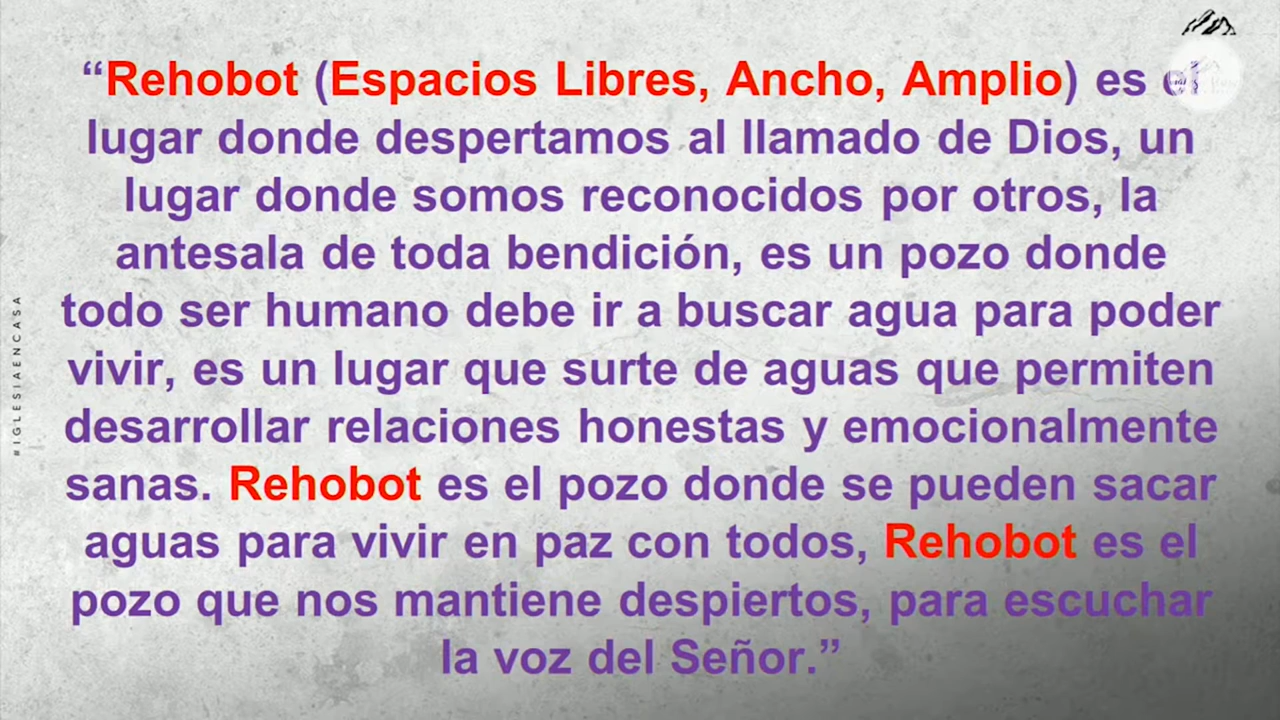 “Rehobot (Espacios Libres, Ancho, Amplio) es el
lugar donde despertamos al llamado de Dios, un
lugar donde somos reconocidos por otros, la
antesala de toda bendición, es un pozo donde
todo ser humano debe ir a buscar agua para poder
vivir, es un lugar que surte de aguas que permiten
desarrollar relaciones honestas y emocionalmente
sanas. Rehobot es el pozo donde se pueden sacar
aguas para vivir en paz con todos, Rehobot es el
pozo que nos mantiene despiertos, para escuchar
la voz del Señor.”
#IGLESIAENCASA